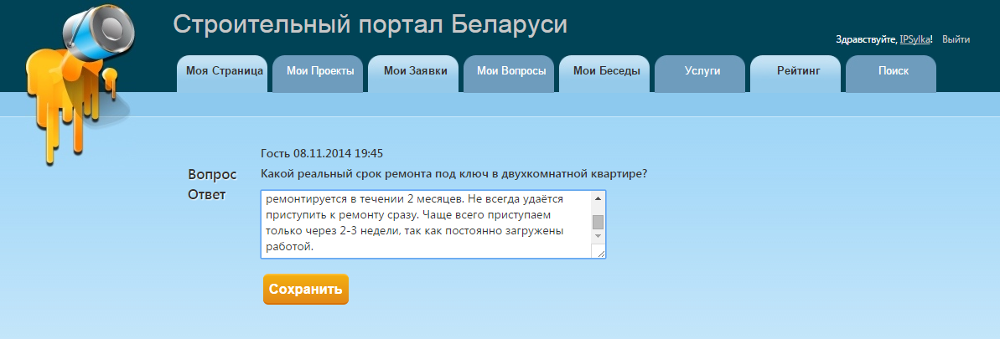 Строительный портал Беларуси
Здравствуйте, IPSylka! Выйти
Моя Страница Мои Проекты Мои Заявки Мои Вопросы Мои Беседы Услуги Рейтинг Поиск
Гость 08.11.2014 19:45
Вопрос Какой реальный срок ремонта под ключ в двухкомнатной квартире?
Ответ
ремонтируется в течении 2 месяцев. Не всегда удаётся
приступить к ремонту сразу. Чаще всего приступаем
только через 2-3 недели, так как постоянно загружены
работой.
Сохранить